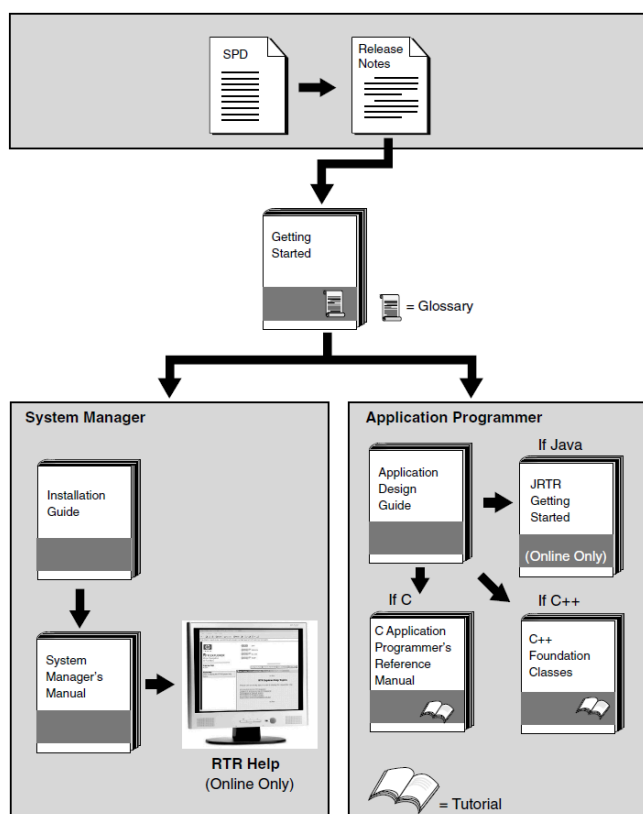 SPD
Release
Notes
Getting
Started
= Glossary
System Manager
Installation
Guide
System
Manager's
Manual
RTR Help
(Online Only)
Application Programmer
Application
Design
Guide
If Java
JRTR
Getting
Started
(Online Only)
If C
C Application
Programmer's
Reference
Manual
If C++
C++
Foundation
Classes
= Tutorial